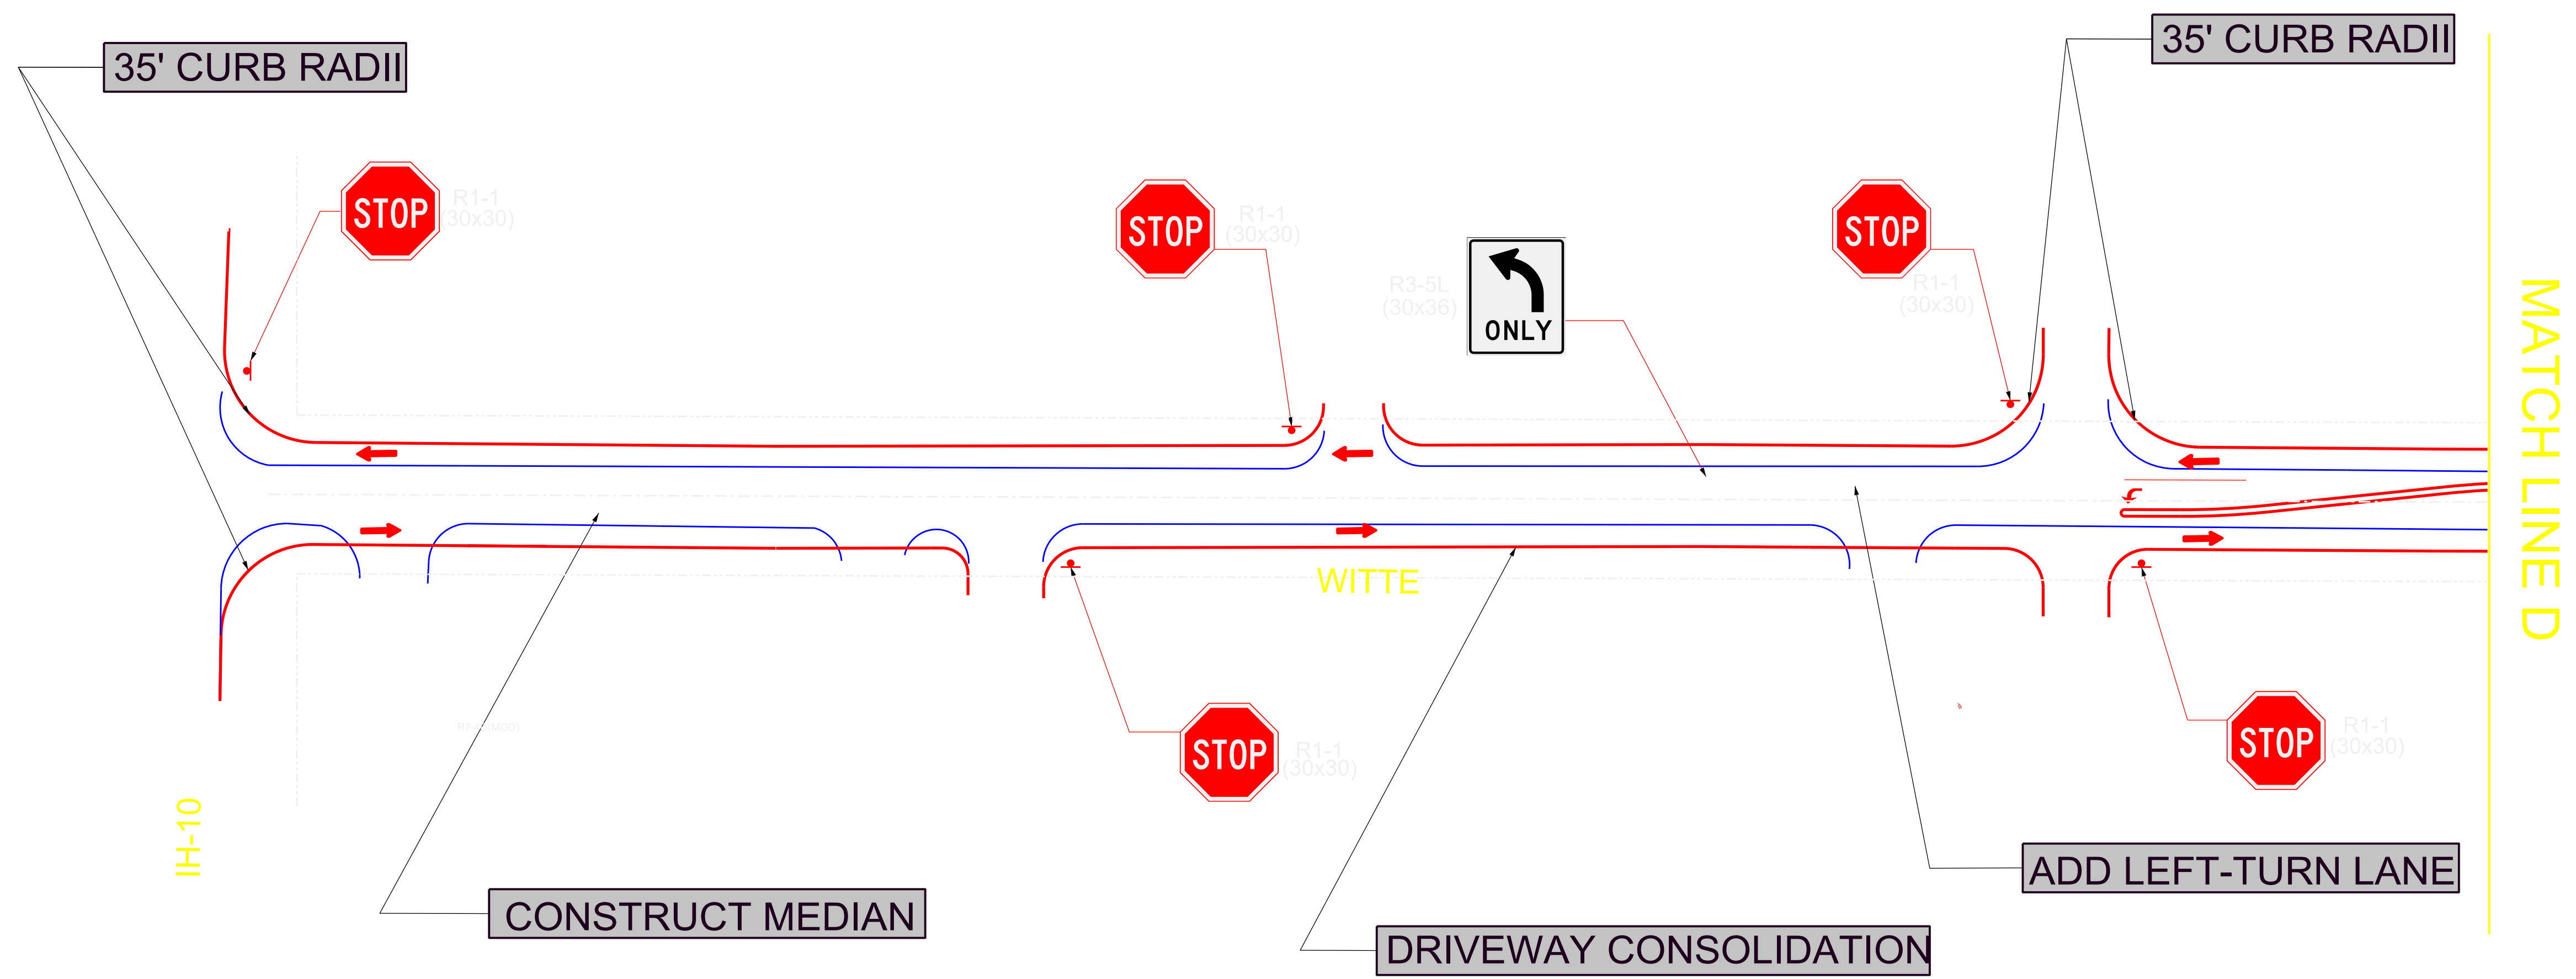 35' CURB RADII
35' CURB RADII
STOP
R1-1
(30x30)
STOP
R1-1
(30x30)
STOP
R1-1
(30x30)
R3-5L
(30x36)
ONLY
MATCH LINE D
WITTE
STOP
R1-1
(30x30)
STOP
R1-1
(30x30)
IH-10
ADD LEFT-TURN LANE
CONSTRUCT MEDIAN
DRIVEWAY CONSOLIDATION